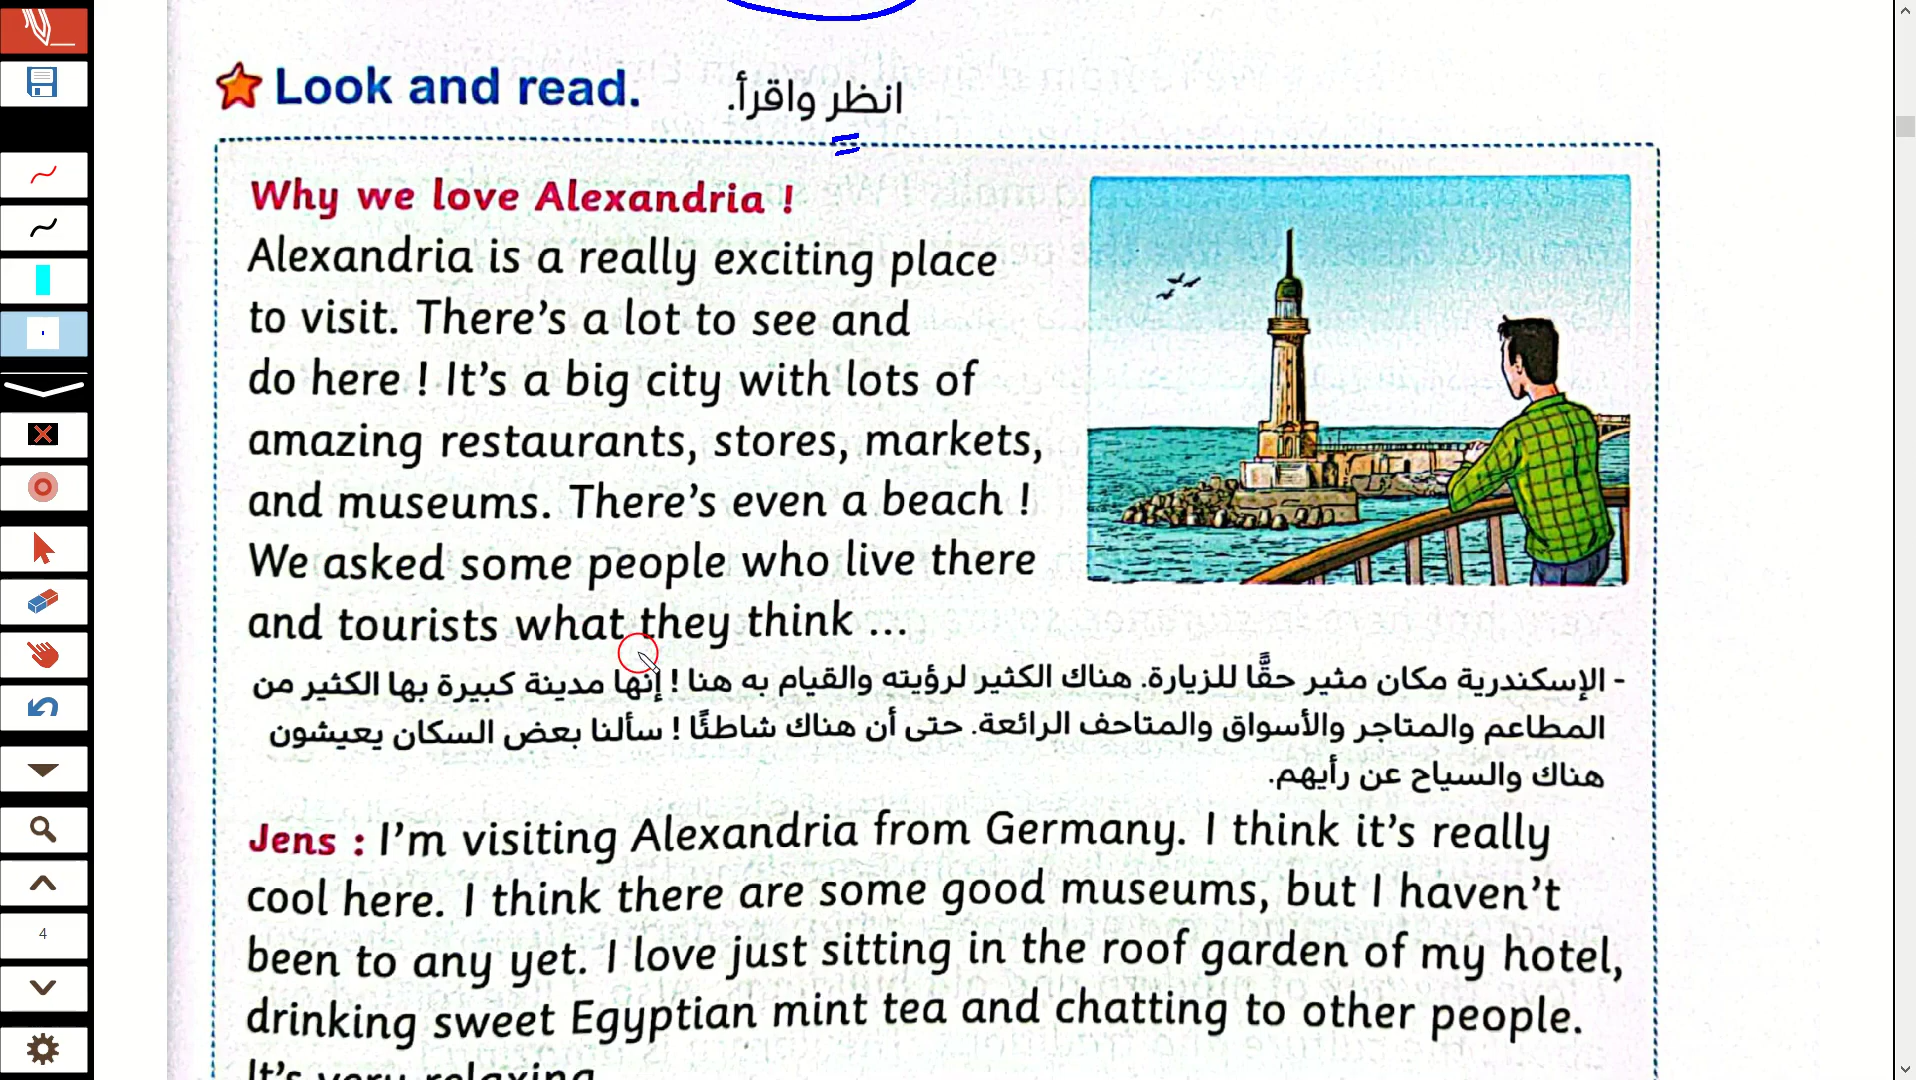 Look and read.
انظر واقرأ.
Why we love Alexandria !
Alexandria is a really exciting place
to visit. There's a lot to see and
do here ! It's a big city with lots of
amazing restaurants, stores, markets,
and museums. There's even a beach !
We asked some people who live there
and tourists what they think ...
- الإسكندرية مكان مثير حقًّا للزيارة. هناك الكثير لرؤيته والقيام به هنا ! إنها مدينة كبيرة بها الكثير من
المطاعم والمتاجر والأسواق والمتاحف الرائعة. حتى أن هناك شاطئًا ! سألنا بعض السكان يعيشون
هناك والسياح عن رأيهم.
Jens : I'm visiting Alexandria from Germany. I think it's really
cool here. I think there are some good museums, but I haven't
been to any yet. I love just sitting in the roof garden of my hotel,
drinking sweet Egyptian mint tea and chatting to other people.
It's very relaxing
4